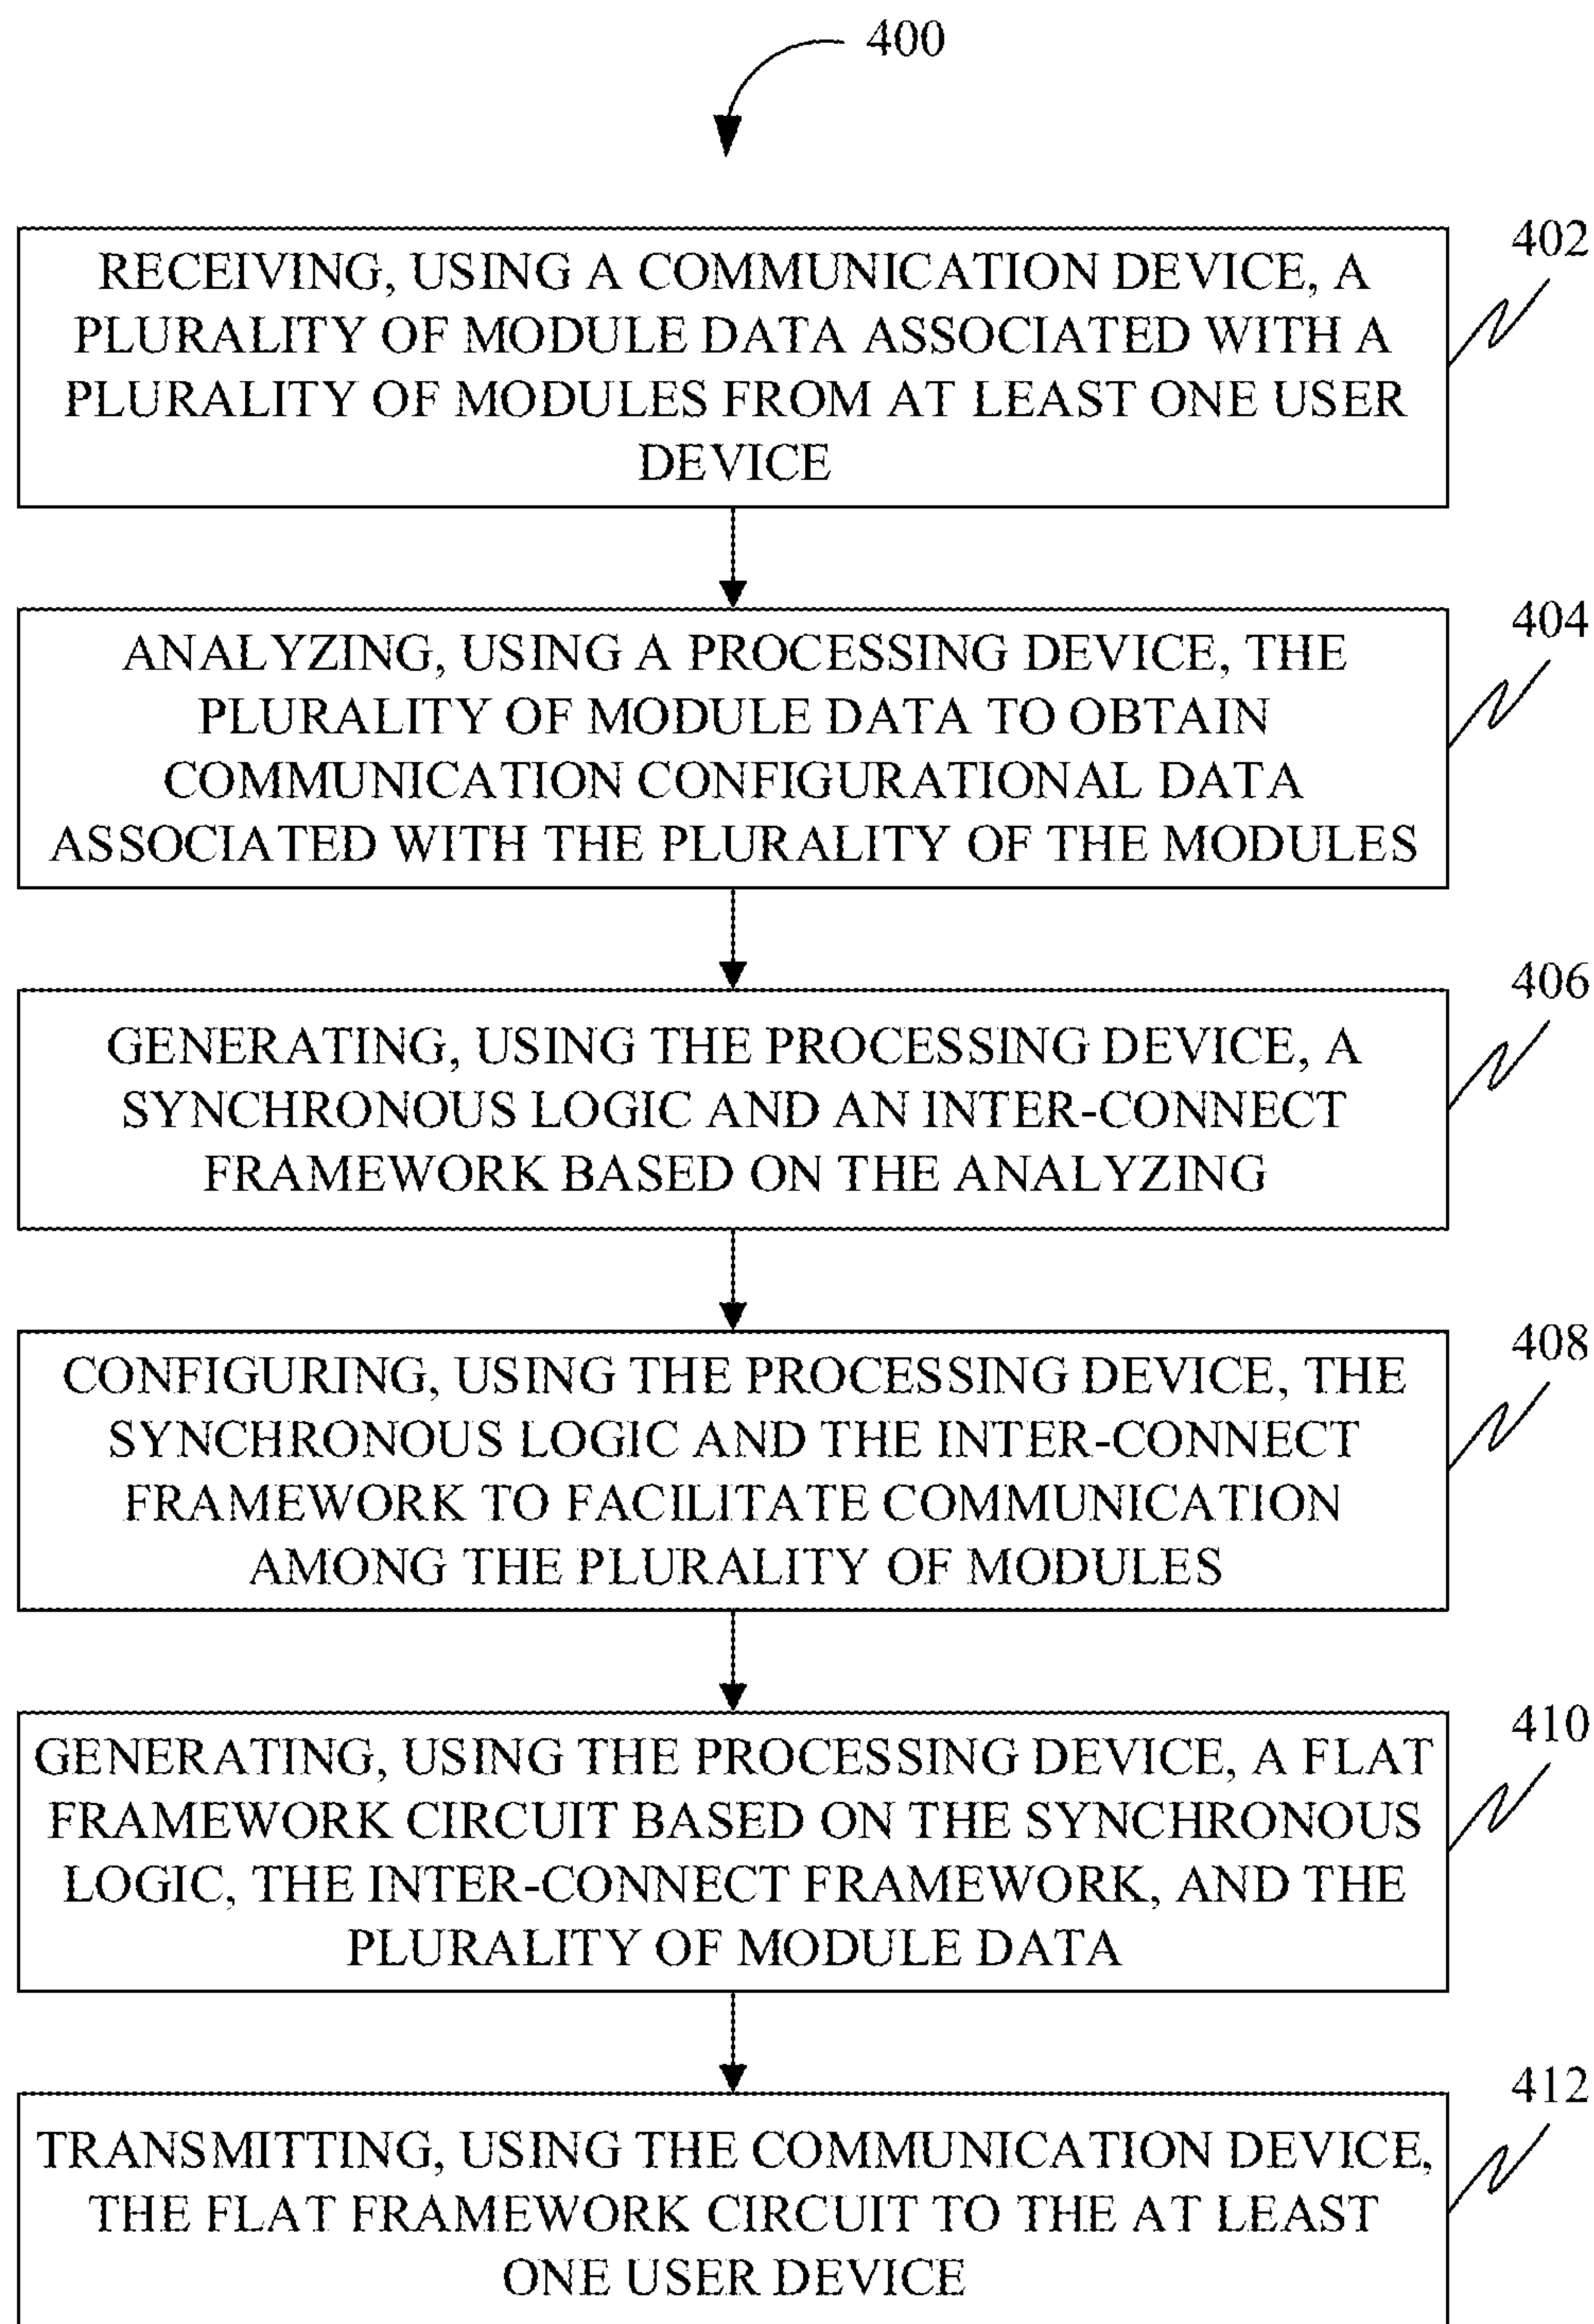 400
402
RECEIVING, USING A COMMUNICATION DEVICE, A
PLURALITY OF MODULE DATA ASSOCIATED WITH A
PLURALITY OF MODULES FROM AT LEAST ONE USER
DEVICE
404
ANALYZING, USING A PROCESSING DEVICE, THE
PLURALITY OF MODULE DATA TO OBTAIN
COMMUNICATION CONFIGURATIONAL DATA
ASSOCIATED WITH THE PLURALITY OF THE MODULES
406
GENERATING, USING THE PROCESSING DEVICE, A
SYNCHRONOUS LOGIC AND AN INTER-CONNECT
FRAMEWORK BASED ON THE ANALYZING
408
CONFIGURING, USING THE PROCESSING DEVICE, THE
SYNCHRONOUS LOGIC AND THE INTER-CONNECT
FRAMEWORK TO FACILITATE COMMUNICATION
AMONG THE PLURALITY OF MODULES
410
GENERATING, USING THE PROCESSING DEVICE, A FLAT
FRAMEWORK CIRCUIT BASED ON THE SYNCHRONOUS
LOGIC, THE INTER-CONNECT FRAMEWORK, AND THE
PLURALITY OF MODULE DATA
412
TRANSMITTING, USING THE COMMUNICATION DEVICE,
THE FLAT FRAMEWORK CIRCUIT TO THE AT LEAST
ONE USER DEVICE